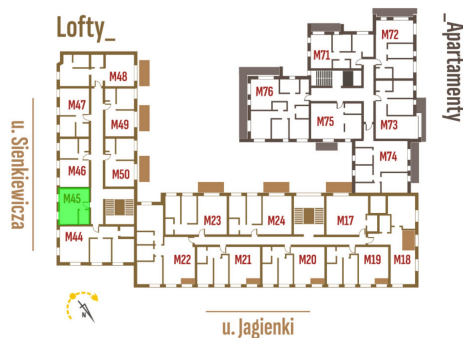 Lofty_
_Apartamenty
M72
M71
M48
M76
M47
M49
M75
M73
u. Sienkiewicza
M46
M50
M74
M45
M23
M24
M17
M44
M22
M21
M20
M19
M18
N
u. Jagienki